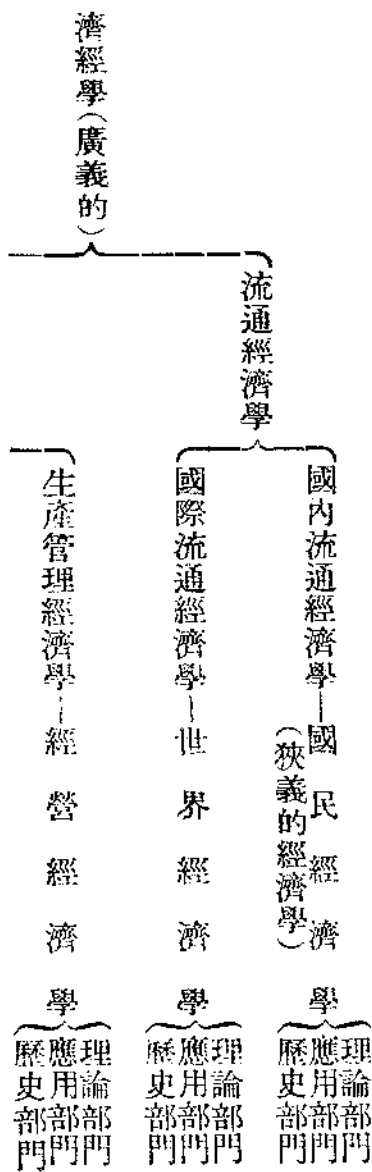 濟經學(廣義的)
流通經濟學
國內流通經濟學—國民經濟學
(狹義的經濟學)
理論部門
應用部門
歷史部門
國際流通經濟學—世界經濟學
理論部門
應用部門
歷史部門
生產管理經濟學—經營經濟學
理論部門
應用部門
歷史部門